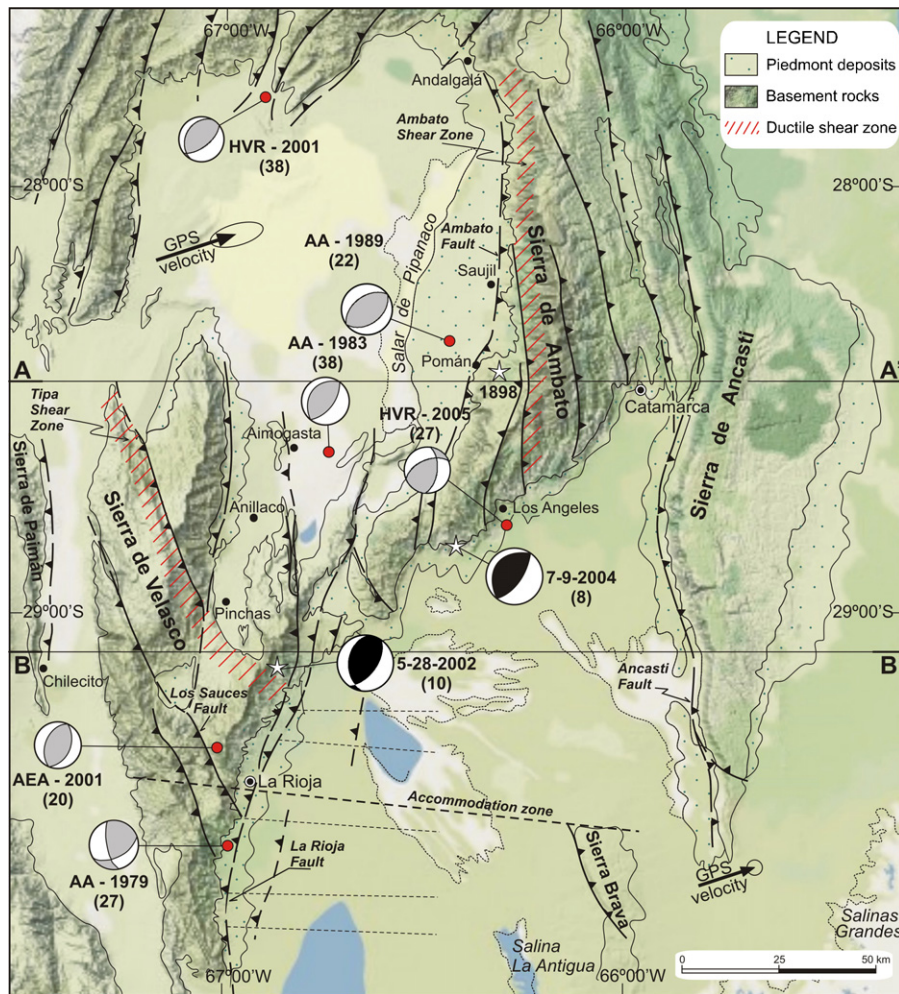 67°00'W
66°00'W
LEGEND
Piedmont deposits
Basement rocks
Ductile shear zone
Andalgalá
Ambato
Shear Zone
HVR - 2001
(38)
28°00'S
28°00'S
GPS
velocity
AA - 1989
(22)
Ambato
Fault
Saujil
Salar de Pipanaco
Sierra de Ambato
Sierra de Ancasti
AA - 1983
(38)
Pomán
A
A'
1898
Tipa
Shear
Zone
HVR - 2005
(27)
Catamarca
Aimogasta
Sierra de Paimán
Sierra de Velasco
Anillaco
Los Angeles
7-9-2004
(8)
29°00'S
29°00'S
Pinchas
B
B'
5-28-2002
(10)
Chilecito
Los Sauces
Fault
Ancasti
Fault
AEA - 2001
(20)
La Rioja
Accommodation zone
La Rioja
Fault
AA - 1979
(27)
Sierra Brava
GPS
velocity
Salinas
Grandes
Salina
La Antigua
67°00'W
66°00'W
0
25
50 km